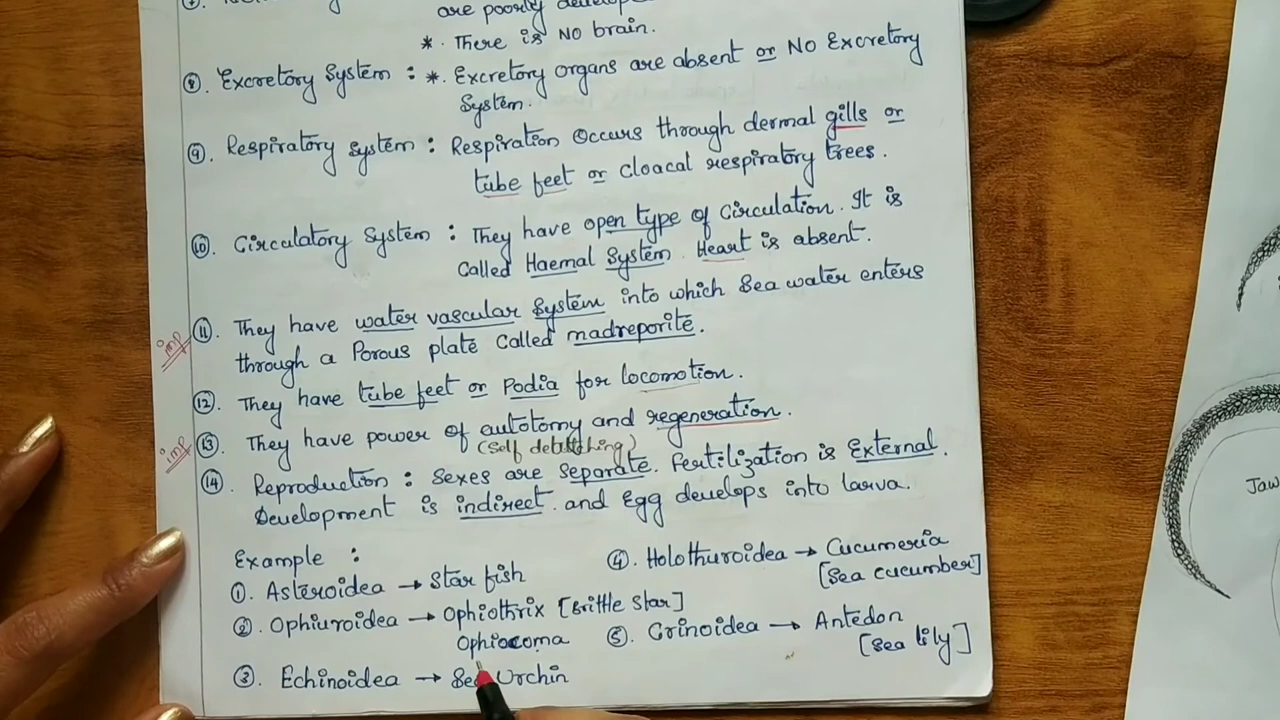 are poorly
*. There is NO brain.
⑧. Excretory System : *. Excretory organs are absent or No Excretory
System.
⑨. Respiratory System : Respiration Occurs through dermal gills or
tube feet or cloacal respiratory trees.
⑩. Circulatory System : They have open type of Circulation. It is
Called Haemal System. Heart is absent.
imp ⑪. They have water vascular System into which Sea water enters
through a Porous plate Called madreporite.
⑫. They have tube feet or Podia for locomotion.
imp ⑬. They have power of autotomy and regeneration.
(Self detatching)
⑭. Reproduction : Sexes are Separate. Fertilization is External.
Development is indirect. and Egg develops into larva.
Example :
①. Asteroidea → Star fish
②. Ophiuroidea → Ophiothrix [Brittle Star]
Ophiocoma
③. Echinoidea → Sea Urchin
④. Holothuroidea → Cucumeria
[Sea cucumber]
⑤. Crinoidea → Antedon
[Sea lily]
Jaw